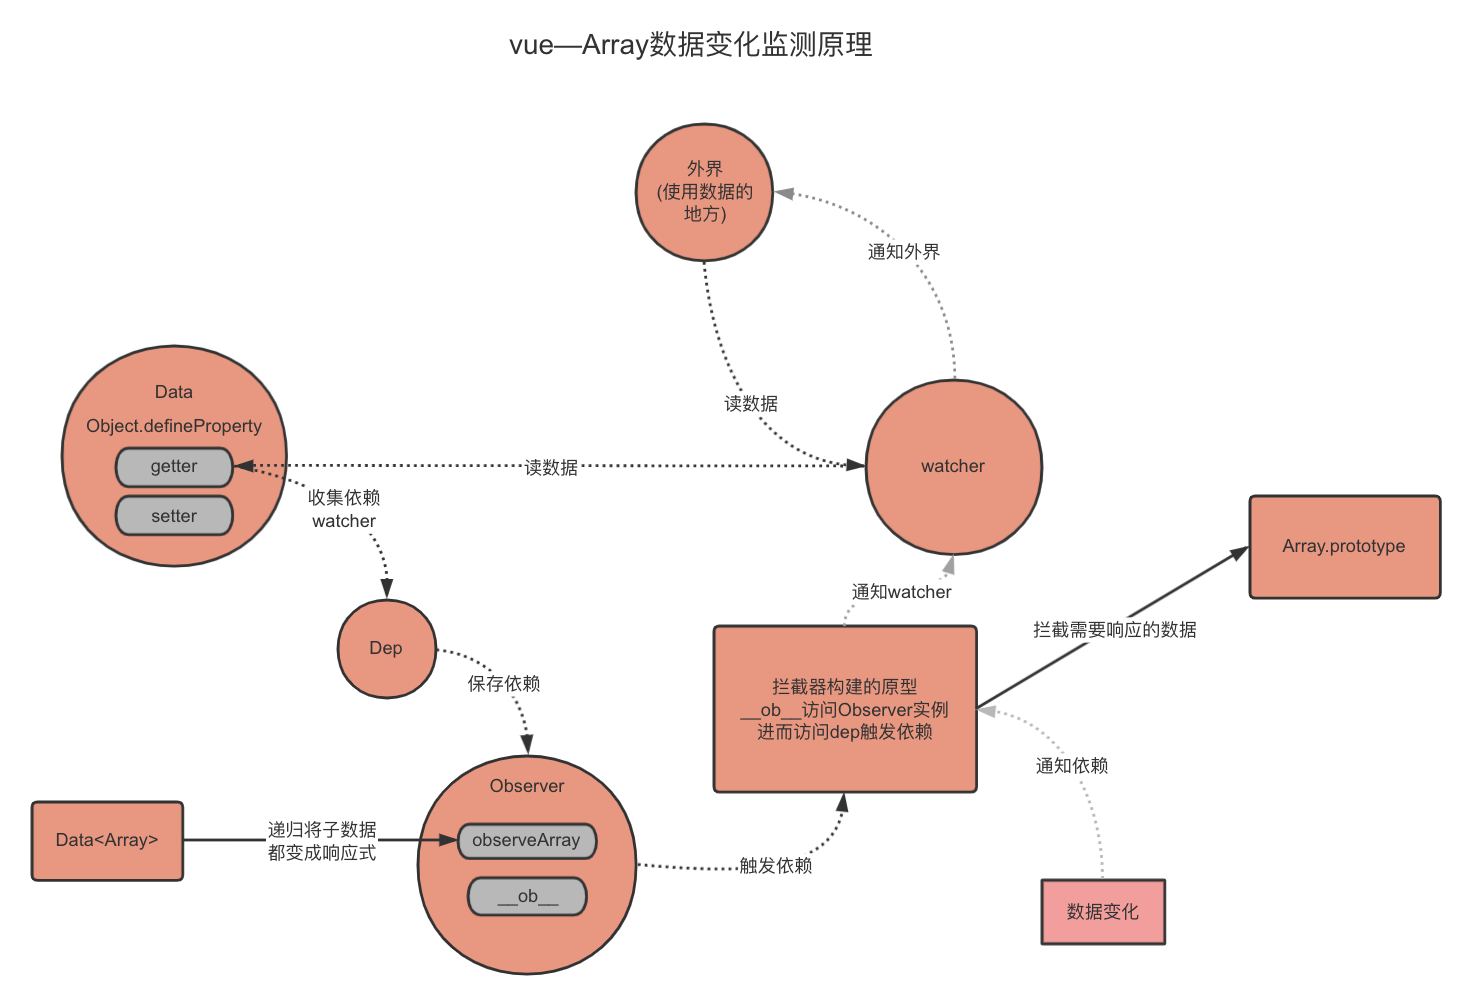 vue—Array数据变化监测原理
外界
(使用数据的
地方)
通知外界
读数据
Data
Object.defineProperty
getter
setter
读数据
watcher
收集依赖
watcher
Array.prototype
通知watcher
拦截需要响应的数据
Dep
保存依赖
拦截器构建的原型
__ob__访问Observer实例
进而访问dep触发依赖
通知依赖
Observer
observeArray
__ob__
Data<Array>
递归将子数据
都变成响应式
触发依赖
数据变化